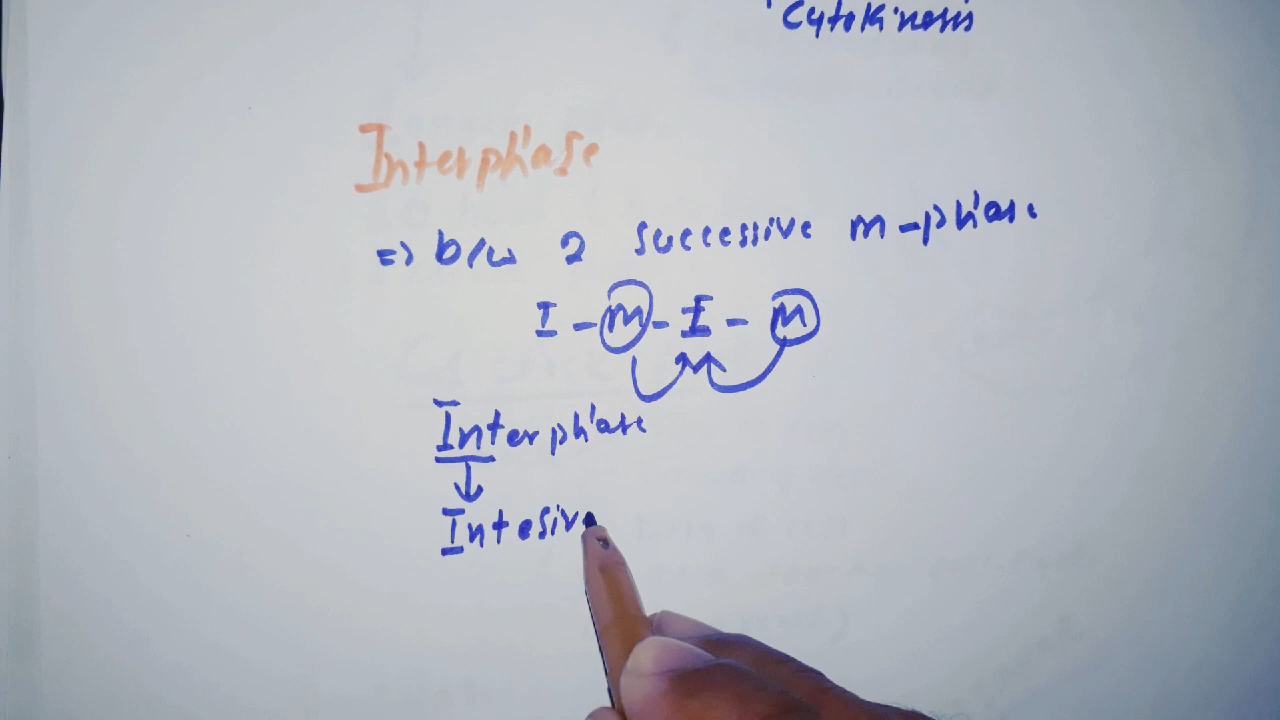 Cytokinesis
Interphase
=> b/w 2 successive m-phase
I - M - I - M
Interphase
Intesive